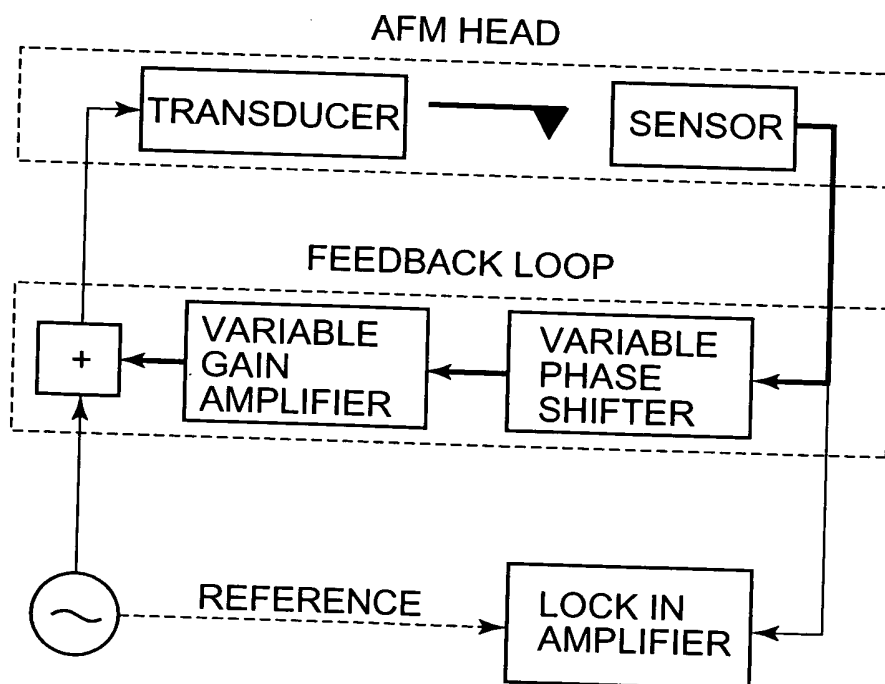 AFM HEAD
TRANSDUCER
SENSOR
FEEDBACK LOOP
+
VARIABLE
GAIN
AMPLIFIER
VARIABLE
PHASE
SHIFTER
REFERENCE
LOCK IN
AMPLIFIER